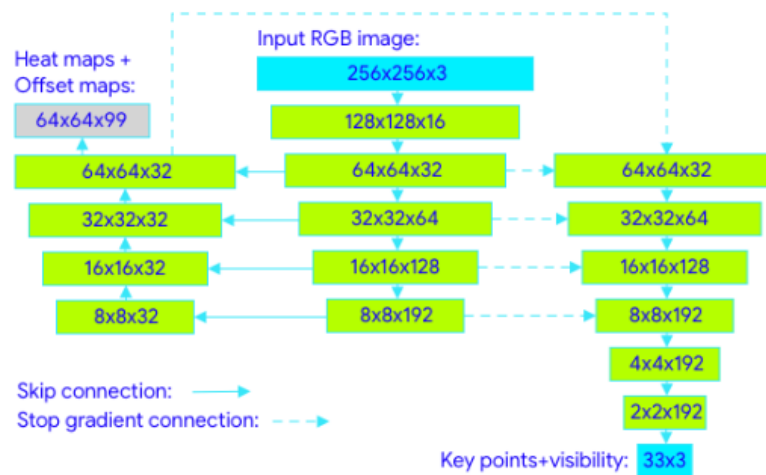 Input RGB image:
Heat maps +
Offset maps:
256x256x3
64x64x99
128x128x16
64x64x32
64x64x32
64x64x32
32x32x32
32x32x64
32x32x64
16x16x32
16x16x128
16x16x128
8x8x32
8x8x192
8x8x192
4x4x192
Skip connection:
2x2x192
Stop gradient connection:
Key points+visibility:
33x3